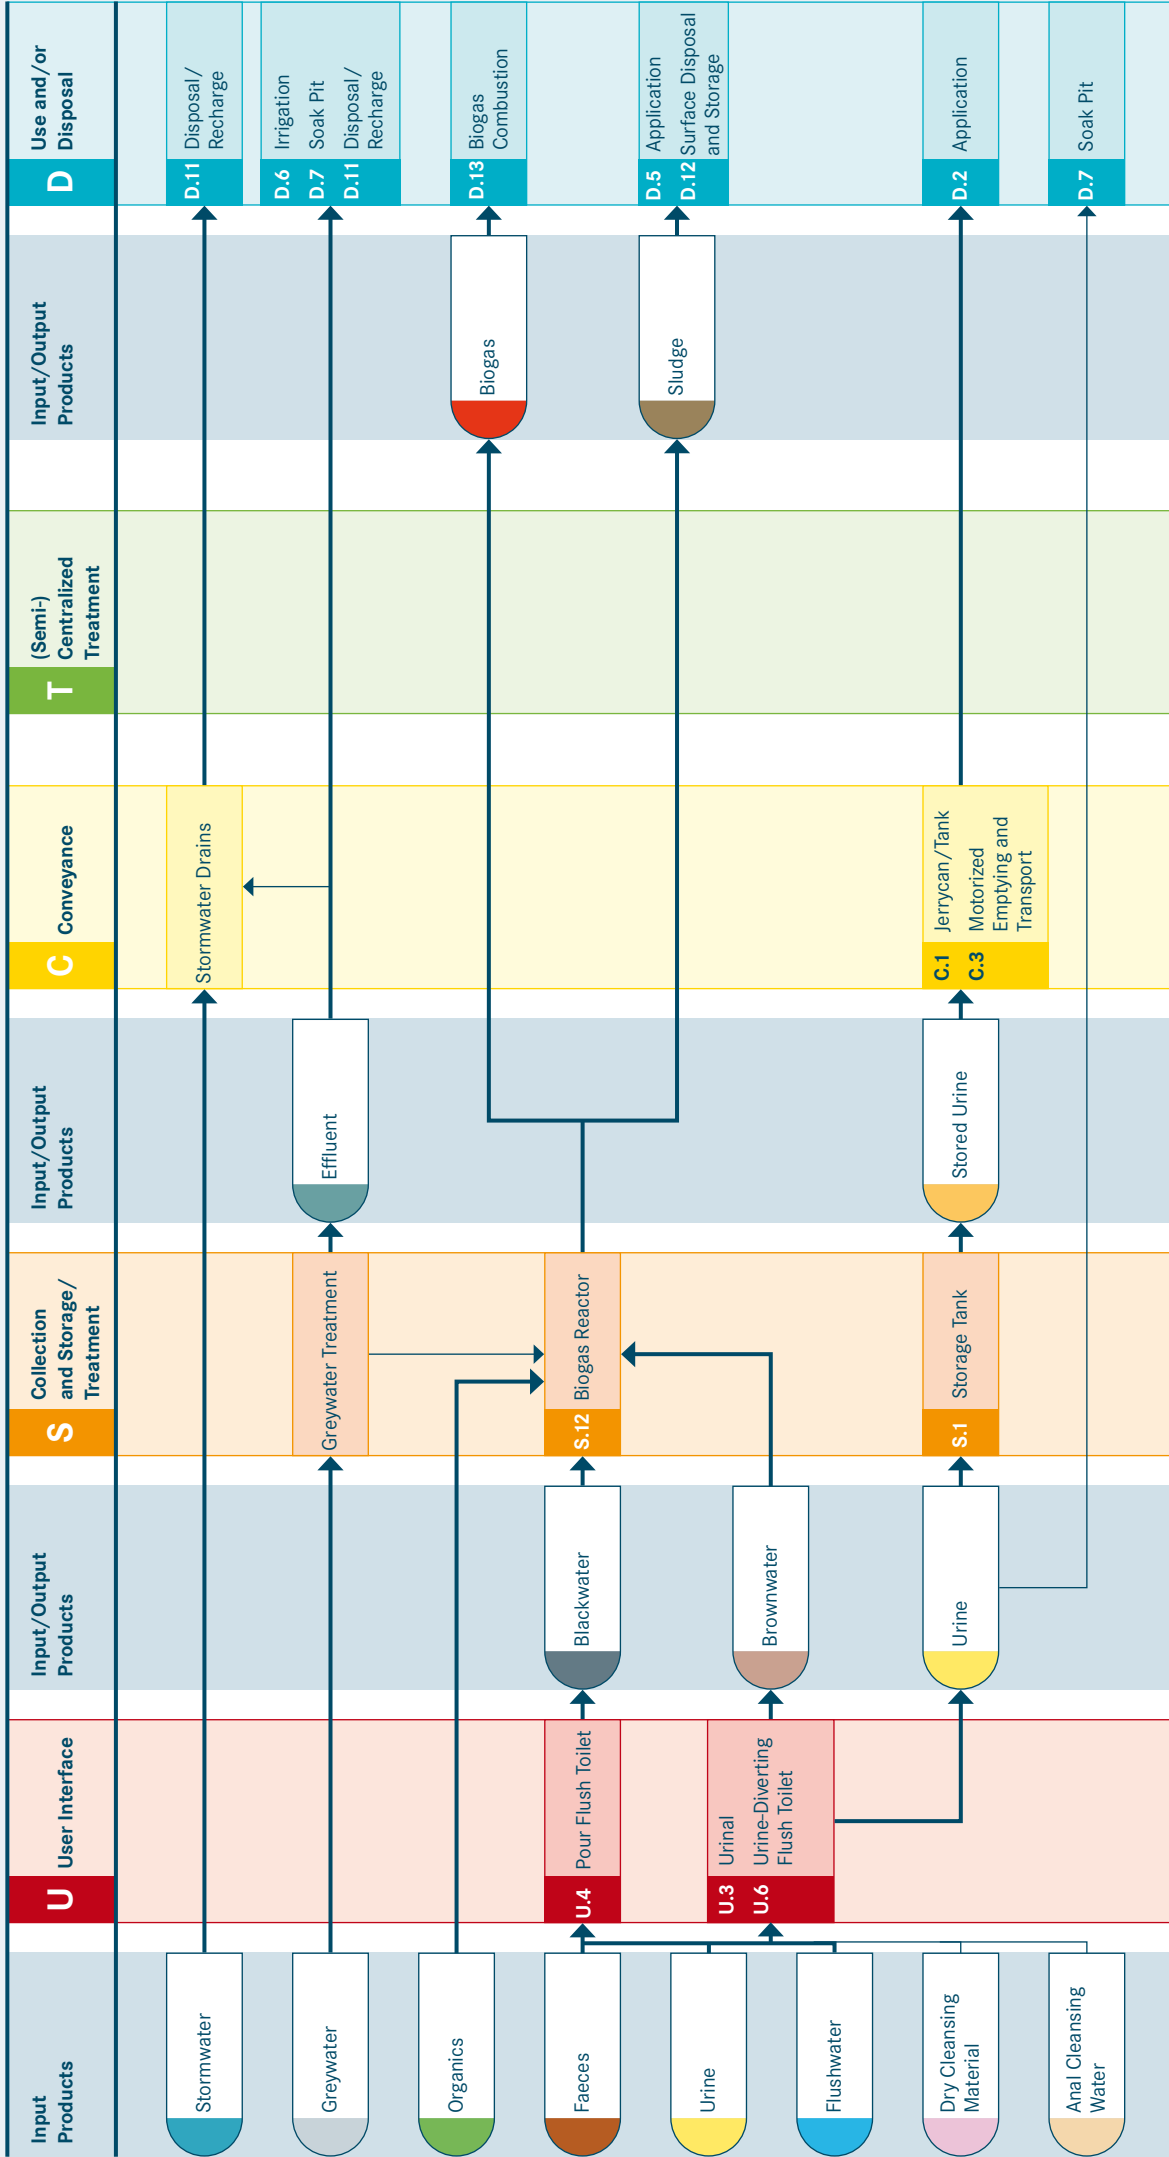 Input
Products
U
User Interface
Input/Output
Products
S
Collection
and Storage/
Treatment
Input/Output
Products
C
Conveyance
T
(Semi-)
Centralized
Treatment
Input/Output
Products
D
Use and/or
Disposal
Stormwater
Stormwater Drains
D.11
Disposal/
Recharge
Greywater
Greywater Treatment
Effluent
D.6
Irrigation
D.7
Soak Pit
D.11
Disposal/
Recharge
Organics
Biogas
D.13
Biogas
Combustion
Faeces
U.4
Pour Flush Toilet
Blackwater
S.12
Biogas Reactor
Urine
Sludge
D.5
Application
D.12
Surface Disposal
and Storage
U.3
Urinal
U.6
Urine-Diverting
Flush Toilet
Brownwater
Flushwater
Dry Cleansing
Material
Urine
S.1
Storage Tank
Stored Urine
C.1
Jerrycan/Tank
C.3
Motorized
Emptying and
Transport
D.2
Application
Anal Cleansing
Water
D.7
Soak Pit